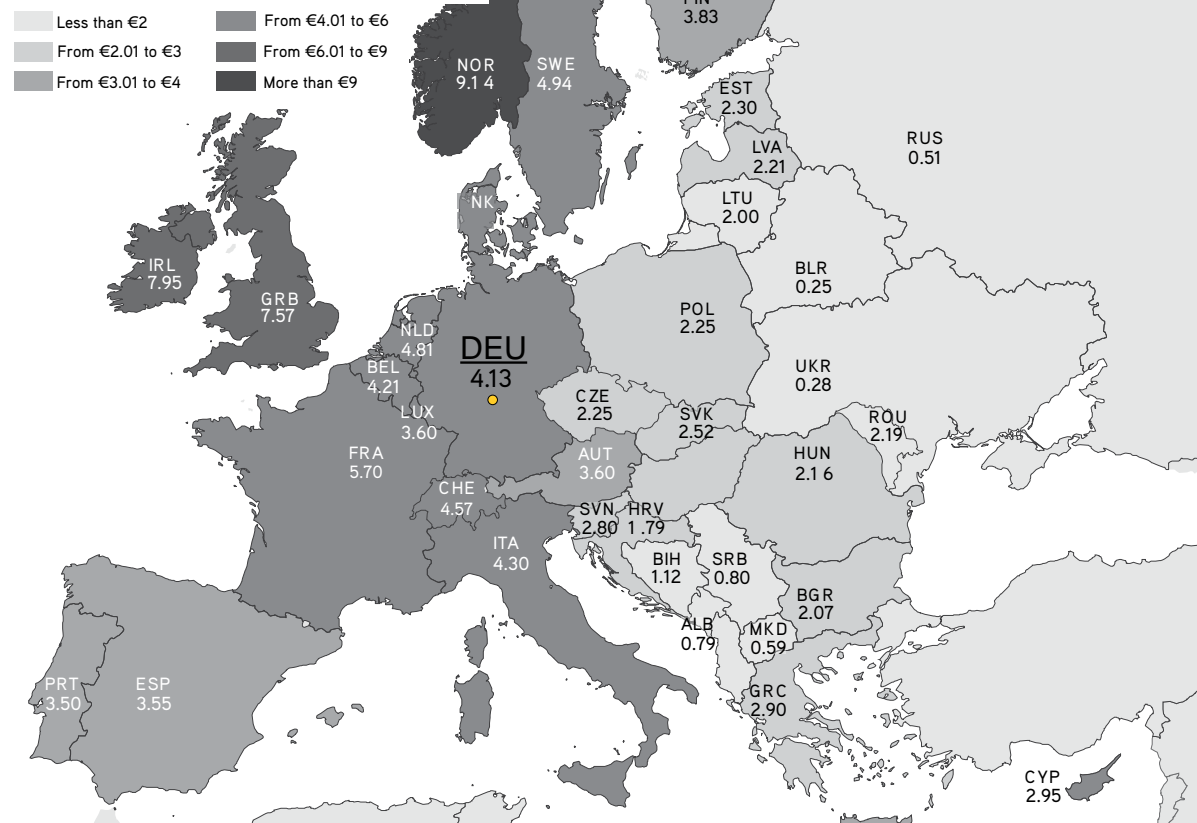 Less than €2
From €2.01 to €3
From €3.01 to €4
From €4.01 to €6
From €6.01 to €9
More than €9
3.83
NOR
9.1 4
SWE
4.94
EST
2.30
LVA
2.21
RUS
0.51
LTU
2.00
NK
IRL
7.95
GRB
7.57
BLR
0.25
POL
2.25
NLD
4.81
DEU
4.13
BEL
4.21
UKR
0.28
CZE
2.25
LUX
3.60
SVK
2.52
ROU
2.19
FRA
5.70
AUT
3.60
HUN
2.1 6
CHE
4.57
SVN
2.80
HRV
1 .79
ITA
4.30
BIH
1.12
SRB
0.80
BGR
2.07
ALB
0.79
MKD
0.59
PRT
3.50
ESP
3.55
GRC
2.90
CYP
2.95